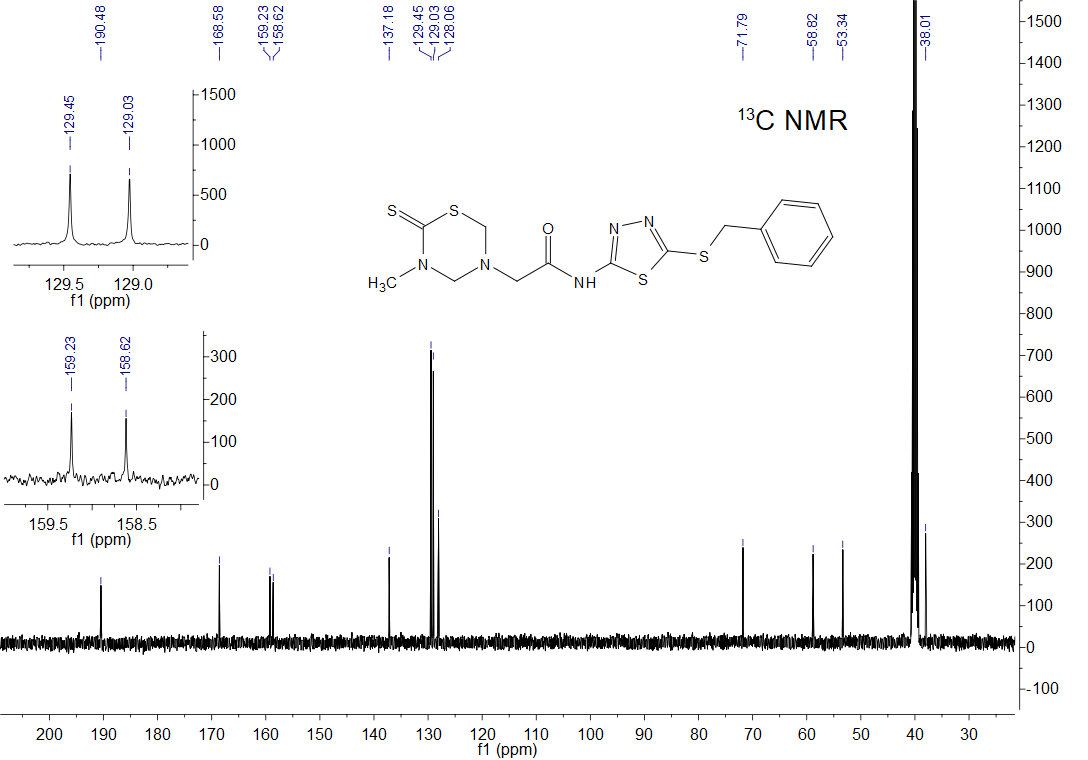 190.48
168.58
159.23
158.62
137.18
129.45
129.03
128.06
71.79
58.82
53.34
38.01
13C NMR
129.45
129.03
1500
1000
500
0
129.5 129.0
f1 (ppm)
159.23
158.62
300
200
100
0
159.5 158.5
f1 (ppm)
S
S
N
H₃C
N
O
NH
N
N
S
S
1500
1400
1300
1200
1100
1000
900
800
700
600
500
400
300
200
100
0
-100
200 190 180 170 160 150 140 130 120 110 100 90 80 70 60 50 40 30
f1 (ppm)